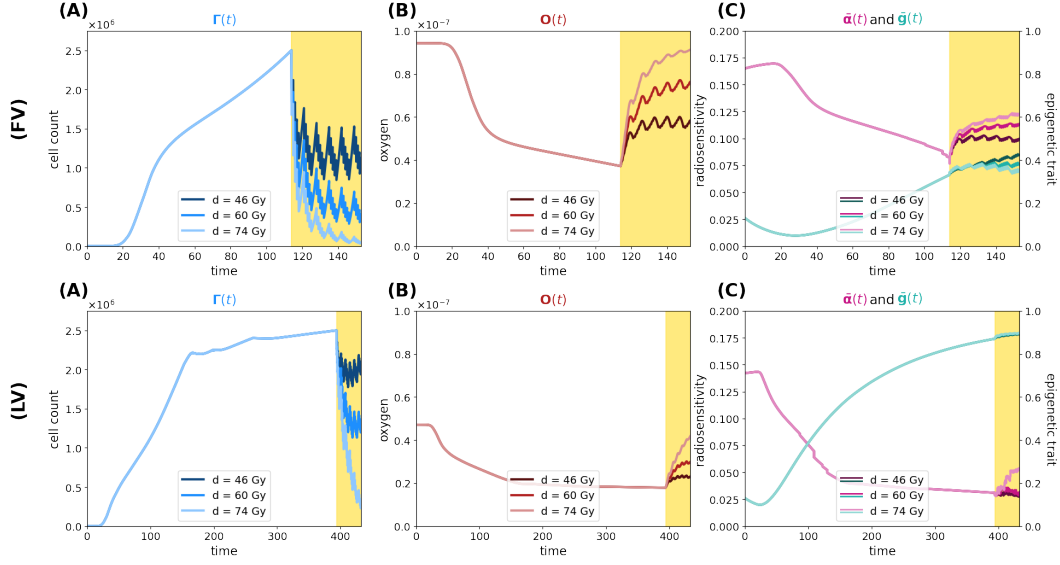 (A)
(B)
(C)
Γ(t)
O(t)
ᾱ(t) and ḡ(t)
×10⁶
1.0 ×10⁻⁷
(FV)
cell count
2.5
2.0
1.5
1.0
0.5
0.0
0 20 40 60 80 100 120 140
time
d = 46 Gy
d = 60 Gy
d = 74 Gy
oxygen
0.8
0.6
0.4
0.2
0.0
0 20 40 60 80 100 120 140
time
d = 46 Gy
d = 60 Gy
d = 74 Gy
radiosensitivity
0.200
0.175
0.150
0.125
0.100
0.075
0.050
0.025
0.000
0 20 40 60 80 100 120 140
time
d = 46 Gy
d = 60 Gy
d = 74 Gy
1.0
0.8
0.6
0.4
0.2
0.0
epigenetic trait
(A)
(B)
(C)
Γ(t)
O(t)
ᾱ(t) and ḡ(t)
×10⁶
1.0 ×10⁻⁷
(LV)
cell count
2.5
2.0
1.5
1.0
0.5
0.0
0 100 200 300 400
time
d = 46 Gy
d = 60 Gy
d = 74 Gy
oxygen
0.8
0.6
0.4
0.2
0.0
0 100 200 300 400
time
d = 46 Gy
d = 60 Gy
d = 74 Gy
radiosensitivity
0.200
0.175
0.150
0.125
0.100
0.075
0.050
0.025
0.000
0 100 200 300 400
time
d = 46 Gy
d = 60 Gy
d = 74 Gy
1.0
0.8
0.6
0.4
0.2
0.0
epigenetic trait